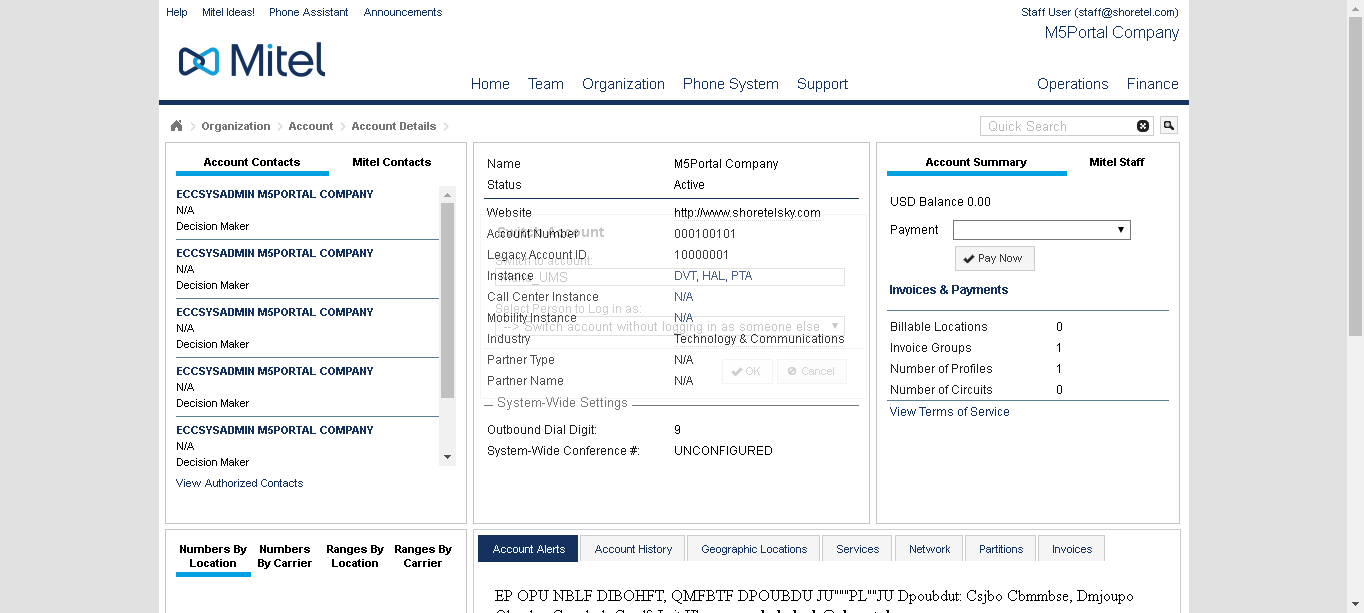 Help Mitel Ideas! Phone Assistant Announcements
Staff User (staff@shoretel.com)
M5Portal Company
Mitel
Home Team Organization Phone System Support Operations Finance
Organization Account Account Details
Quick Search
Account Contacts Mitel Contacts
ECCSYSADMIN M5PORTAL COMPANY
N/A
Decision Maker
ECCSYSADMIN M5PORTAL COMPANY
N/A
Decision Maker
ECCSYSADMIN M5PORTAL COMPANY
N/A
Decision Maker
ECCSYSADMIN M5PORTAL COMPANY
N/A
Decision Maker
ECCSYSADMIN M5PORTAL COMPANY
N/A
Decision Maker
View Authorized Contacts
Name M5Portal Company
Status Active
Website http://www.shoretelsky.com
Account Number 000100101
Legacy Account ID 10000001
Instance DVT, HAL, PTA
Call Center Instance N/A
Mobility Instance N/A
Industry Technology & Communications
Partner Type N/A
Partner Name N/A
System-Wide Settings
Outbound Dial Digit: 9
System-Wide Conference #: UNCONFIGURED
Switch Account
Switch to account:
UMS
Select Person to Log In as:
--> Switch account without logging in as someone else
OK Cancel
Account Summary Mitel Staff
USD Balance 0.00
Payment
Pay Now
Invoices & Payments
Billable Locations 0
Invoice Groups 1
Number of Profiles 1
Number of Circuits 0
View Terms of Service
Numbers By Location Numbers By Carrier Ranges By Location Ranges By Carrier
Account Alerts Account History Geographic Locations Services Network Partitions Invoices
EP OPU NBLF DIBOHFT, QMFBTF DPOUBDU JU"""PL""JU Dpoubdut: Csjbo Cbmmbse, Dmjoupo